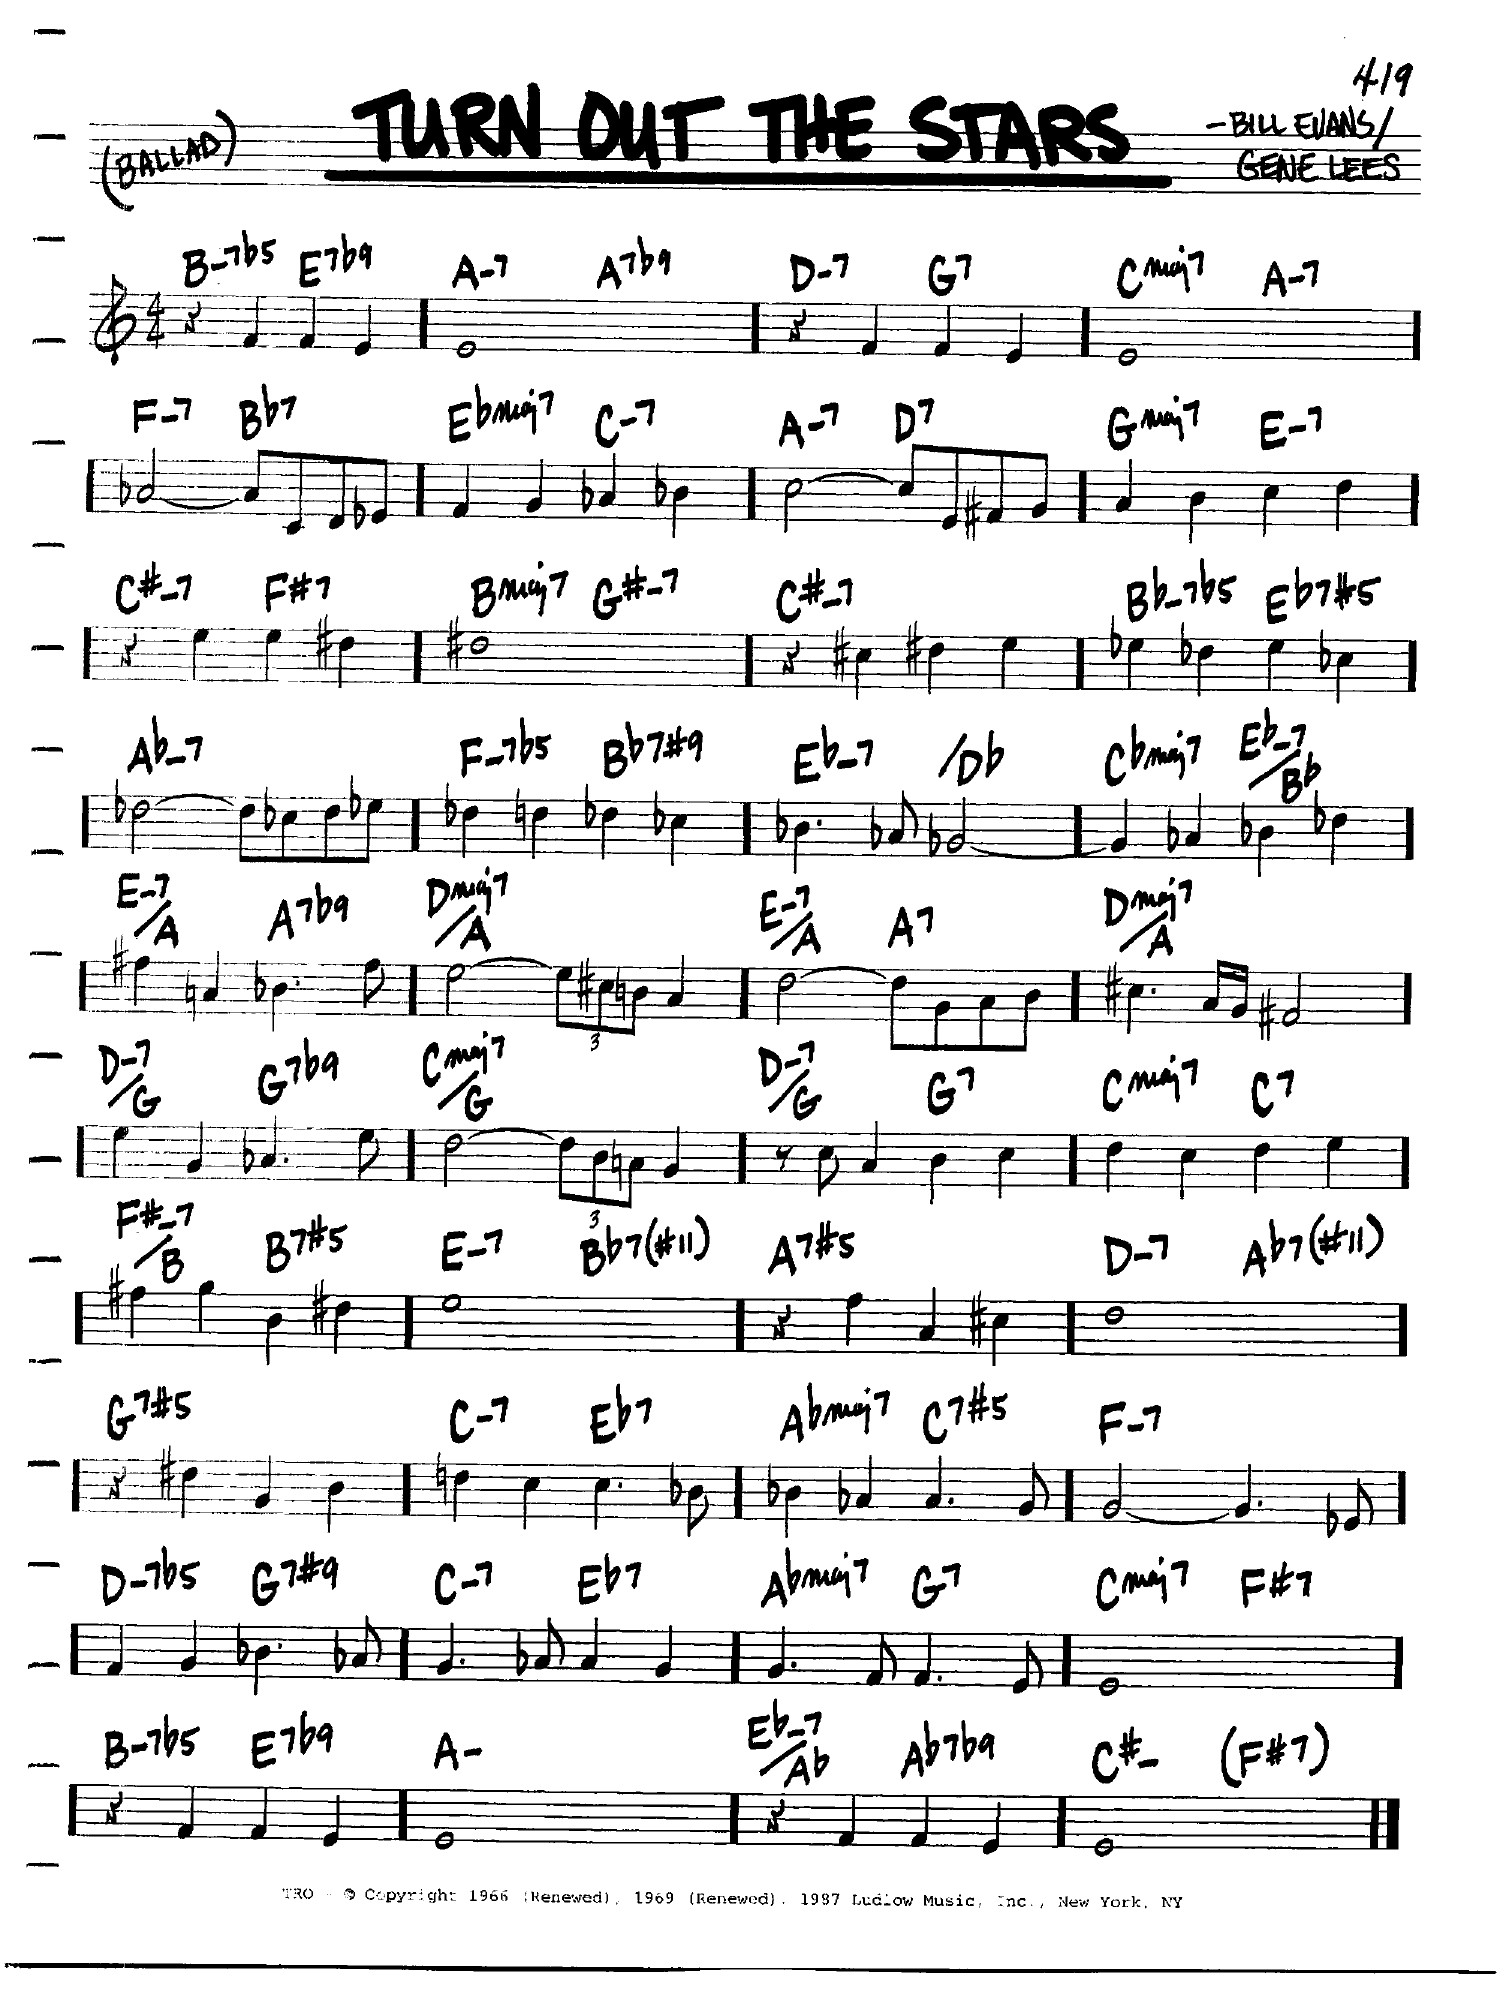 419
TURN OUT THE STARS
(BALLAD)
-BILL EVANS/
GENE LEES
B-7b5 E7b9 A-7 A7b9 D-7 G7 Cmaj7 A-7
4/4
F-7 Bb7 Ebmaj7 C-7 A-7 D7 Gmaj7 E-7
C#-7 F#7 Bmaj7 G#-7 C#-7 Bb-7b5 Eb7#5
Ab-7 F-7b5 Bb7#9 Eb-7 /Db Cbmaj7 Eb-7/Bb
E-7/A A7b9 Dmaj7/A E-7/A A7 Dmaj7/A
3
D-7/G G7b9 Cmaj7/G D-7/G G7 Cmaj7 C7
3
F#-7/B B7#5 E-7 Bb7(#11) A7#5 D-7 Ab7(#11)
G7#5 C-7 Eb7 Abmaj7 C7#5 F-7
D-7b5 G7#9 C-7 Eb7 Abmaj7 G7 Cmaj7 F#7
B-7b5 E7b9 A- Eb-7/Ab Ab7b9 C#- (F#7)
TRO - © Copyright 1966 (Renewed), 1969 (Renewed), 1987 Ludlow Music, Inc., New York, NY